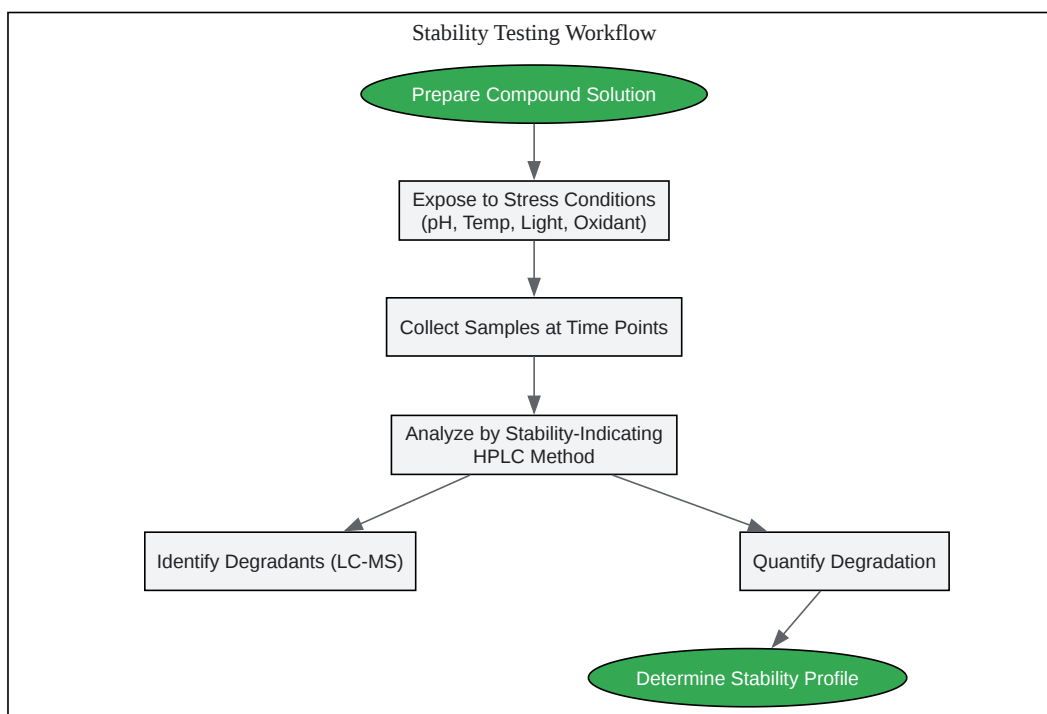 Stability Testing Workflow
Prepare Compound Solution
Expose to Stress Conditions
(pH, Temp, Light, Oxidant)
Collect Samples at Time Points
Analyze by Stability-Indicating
HPLC Method
Identify Degradants (LC-MS)
Quantify Degradation
Determine Stability Profile